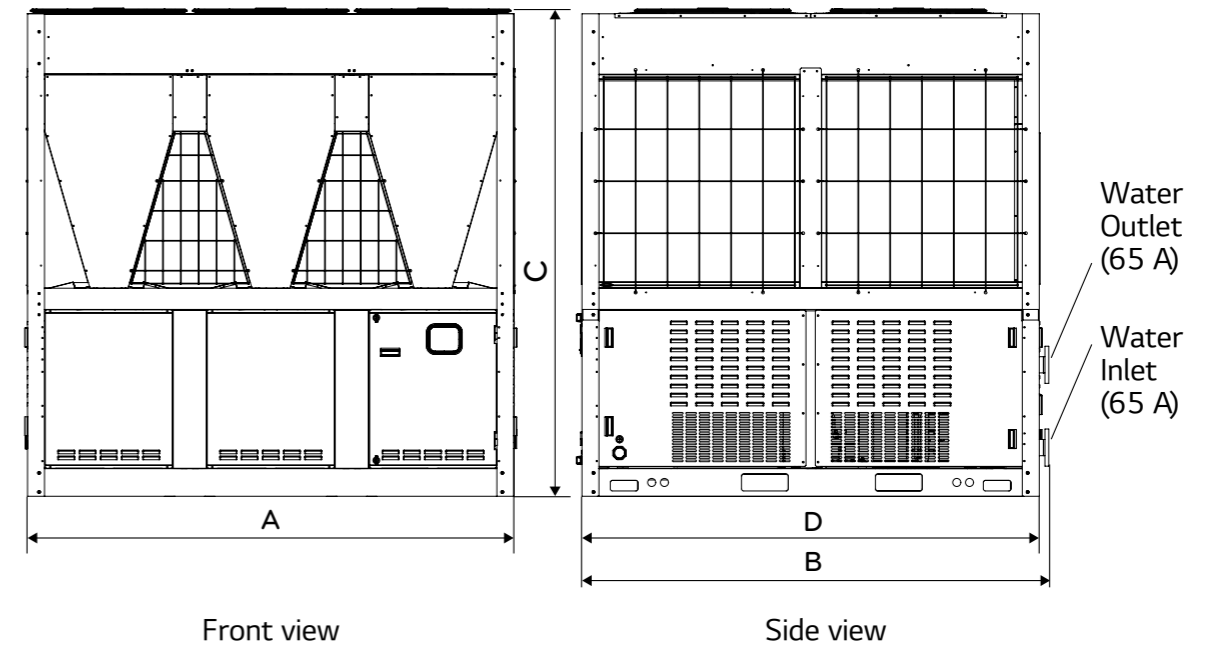 Water
Outlet
(65 A)
C
Water
Inlet
(65 A)
A
D
B
Front view
Side view